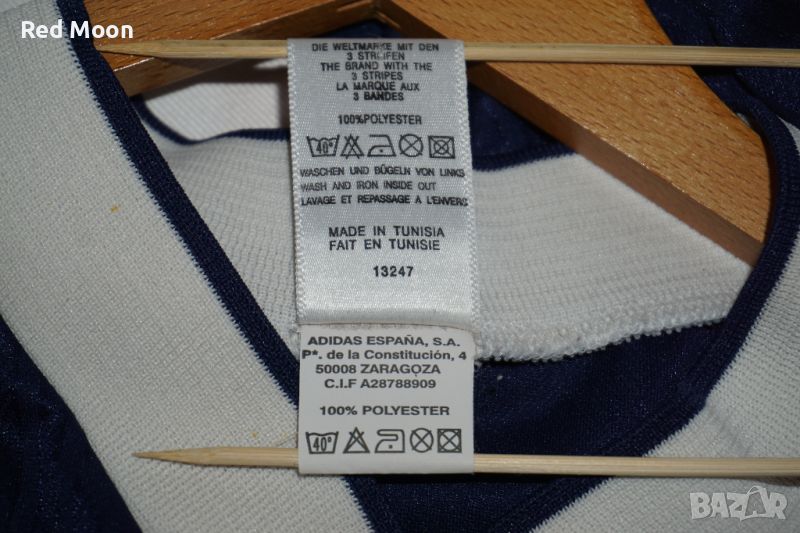 Red Moon
DIE WELTMARKE MIT DEN
3 STREIFEN
THE BRAND WITH THE
3 STRIPES
LA MARQUE AUX
3 BANDES
100%POLYESTER
40°
WASCHEN UND BÜGELN VON LINKS
WASH AND IRON INSIDE OUT
LAVAGE ET REPASSAGE A L'ENVERS
MADE IN TUNISIA
FAIT EN TUNISIE
13247
ADIDAS ESPAÑA, S.A.
Pº. de la Constitución, 4
50008 ZARAGOZA
C.I.F A28788909
100% POLYESTER
40°
BAZAR